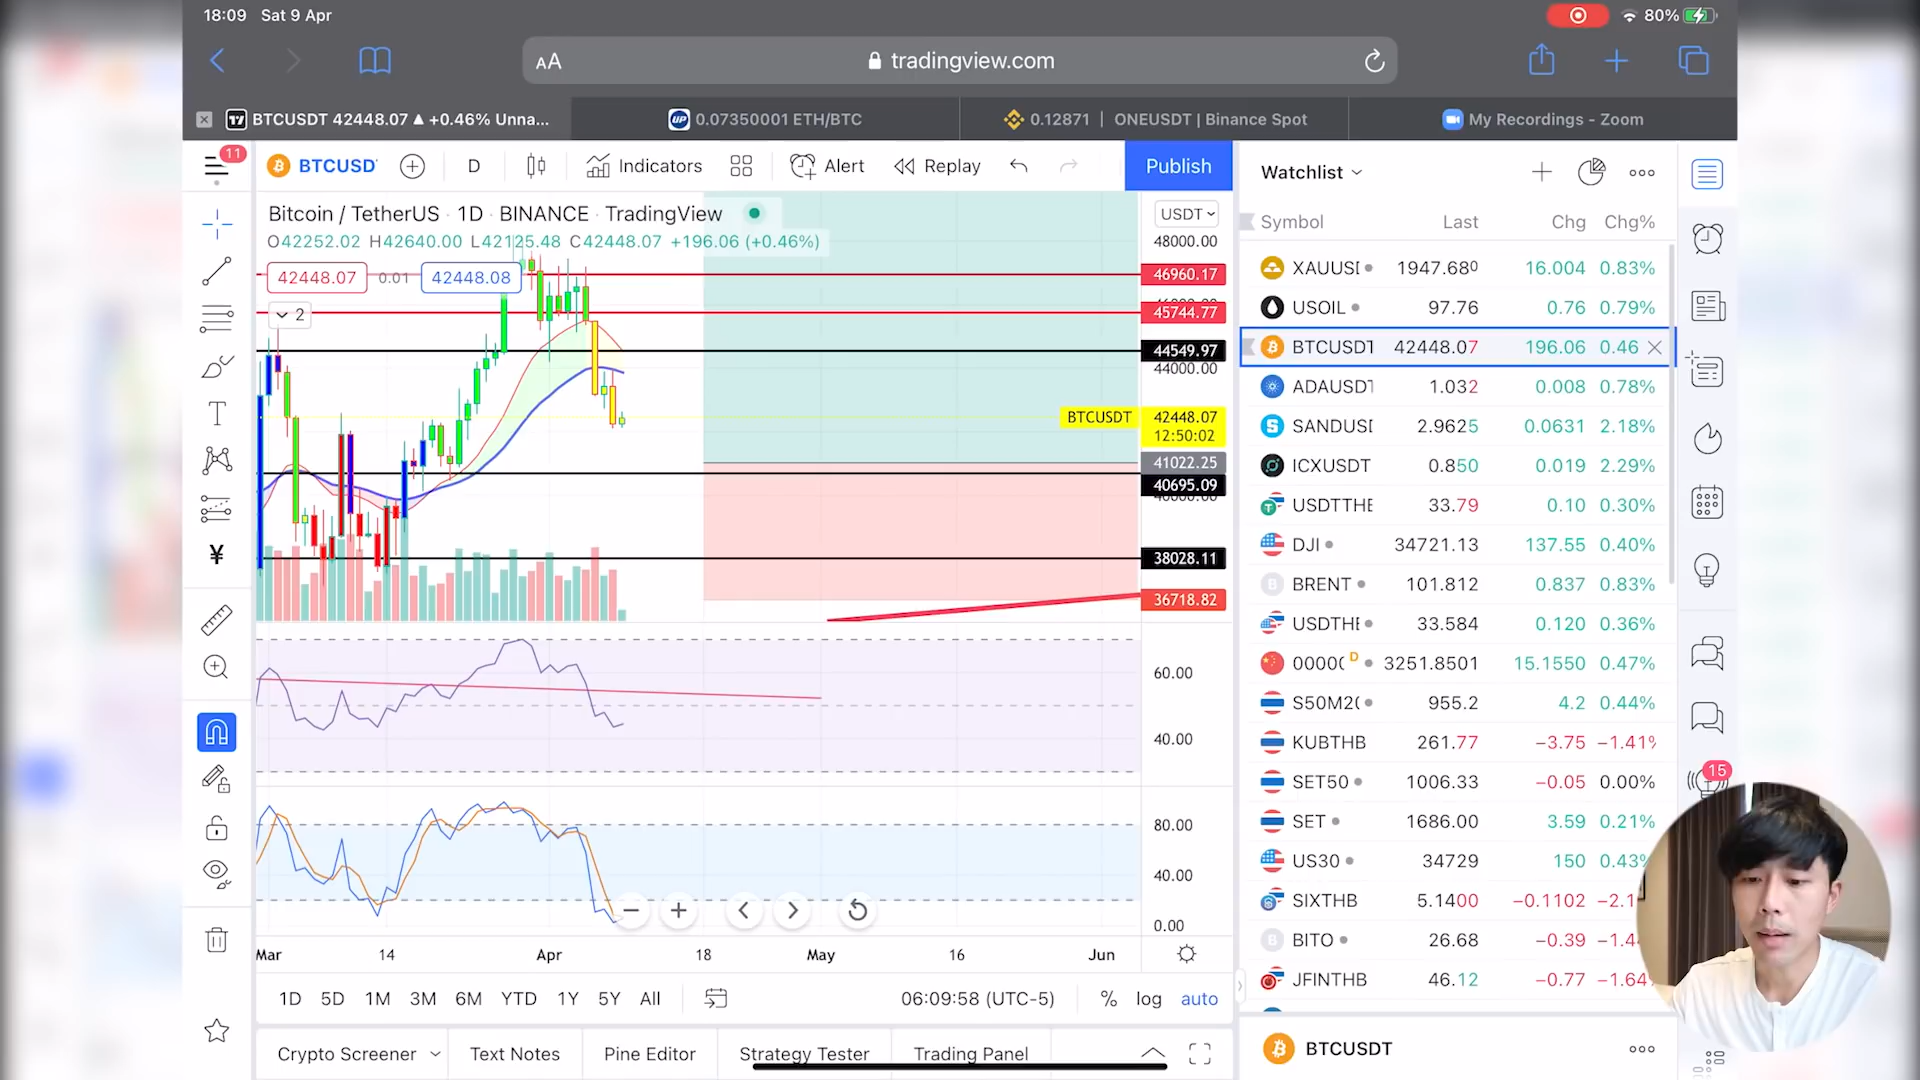 18:09 Sat 9 Apr
80%
AA tradingview.com
BTCUSDT 42448.07 ▲ +0.46% Unna...
0.07350001 ETH/BTC
0.12871 | ONEUSDT | Binance Spot
My Recordings - Zoom
11
BTCUSD
D
Indicators
Alert
Replay
Publish
Bitcoin / TetherUS · 1D · BINANCE · TradingView
O42252.02 H42640.00 L42125.48 C42448.07 +196.06 (+0.46%)
42448.07 0.01 42448.08
2
USDT
48000.00
46960.17
45744.77
44549.97
44000.00
BTCUSDT 42448.07
12:50:02
41022.25
40695.09
38028.11
36718.82
60.00
40.00
80.00
40.00
0.00
Mar 14 Apr 18 May 16 Jun
1D 5D 1M 3M 6M YTD 1Y 5Y All
06:09:58 (UTC-5) % log auto
Crypto Screener Text Notes Pine Editor Strategy Tester Trading Panel
Watchlist
Symbol Last Chg Chg%
XAUUSI 1947.680 16.004 0.83%
USOIL 97.76 0.76 0.79%
BTCUSDT 42448.07 196.06 0.46
ADAUSDT 1.032 0.008 0.78%
SANDUSI 2.9625 0.0631 2.18%
ICXUSDT 0.850 0.019 2.29%
USDTTHE 33.79 0.10 0.30%
DJI 34721.13 137.55 0.40%
BRENT 101.812 0.837 0.83%
USDTHE 33.584 0.120 0.36%
00000 D 3251.8501 15.1550 0.47%
S50M20 955.2 4.2 0.44%
KUBTHB 261.77 −3.75 −1.41%
SET50 1006.33 −0.05 0.00%
SET 1686.00 3.59 0.21%
US30 34729 150 0.43%
SIXTHB 5.1400 −0.1102 −2.1
BITO 26.68 −0.39 −1.4
JFINTHB 46.12 −0.77 −1.64
15
BTCUSDT